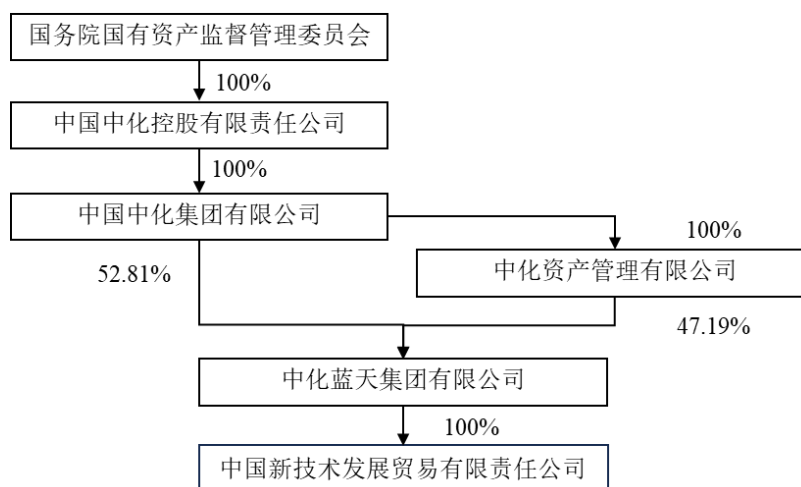 国务院国有资产监督管理委员会
100%
中国中化控股有限责任公司
100%
中国中化集团有限公司
100%
52.81%
中化资产管理有限公司
47.19%
中化蓝天集团有限公司
100%
中国新技术发展贸易有限责任公司